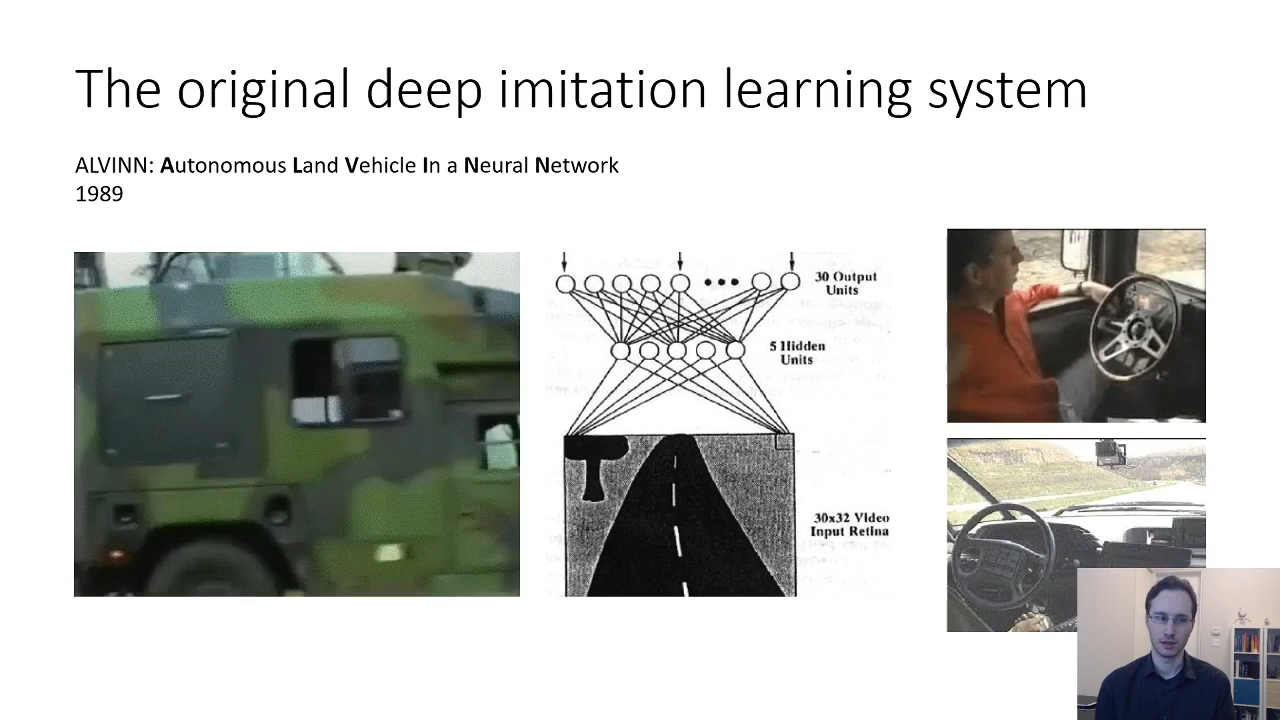 The original deep imitation learning system
ALVINN: Autonomous Land Vehicle In a Neural Network
1989
30 Output
Units
5 Hidden
Units
30x32 Video
Input Retina